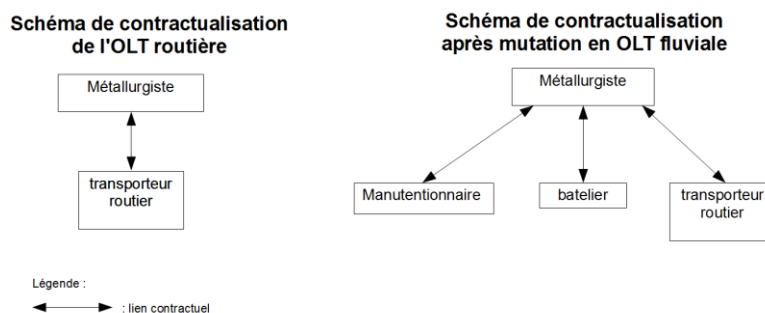 Schéma de contractualisation
de l'OLT routière
Schéma de contractualisation
après mutation en OLT fluviale
Métallurgiste
transporteur
routier
Métallurgiste
Manutentionnaire
batelier
transporteur
routier
Légende :
: lien contractuel